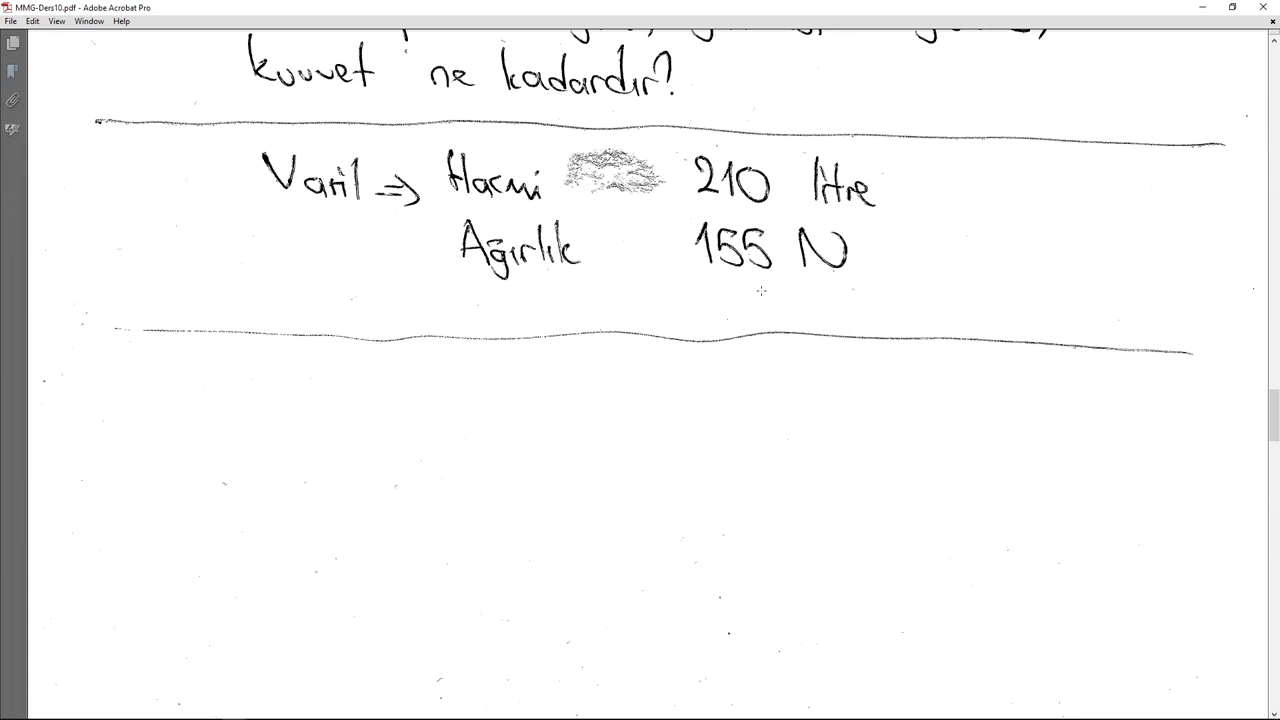 MMG-Ders10.pdf - Adobe Acrobat Pro
File Edit View Window Help
kuvvet ne kadardır?
Varil => Hacmi 210 litre
Ağırlık 155 N